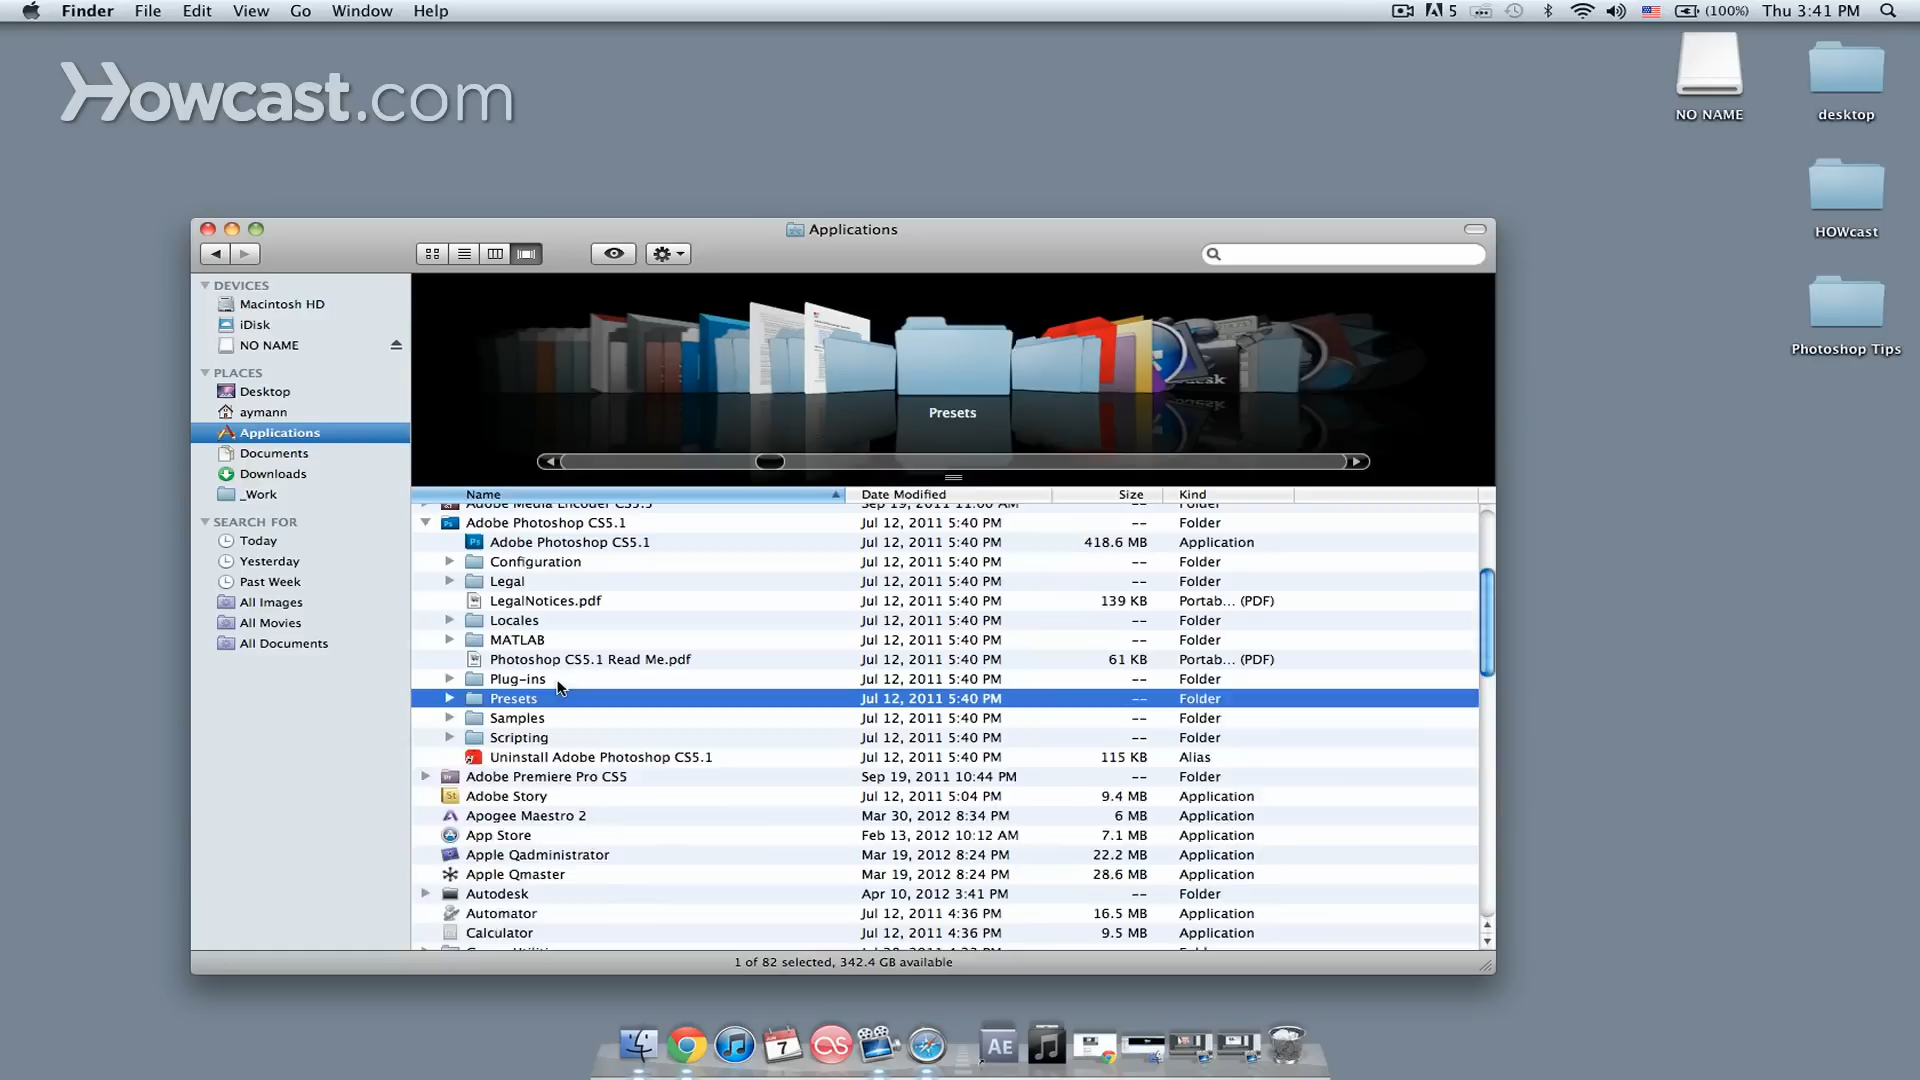 Finder File Edit View Go Window Help 5 (100%) Thu 3:41 PM
Howcast.com
NO NAME
desktop
HOWcast
Photoshop Tips
Applications
DEVICES
Macintosh HD
iDisk
NO NAME
PLACES
Desktop
aymann
Applications
Documents
Downloads
_Work
SEARCH FOR
Today
Yesterday
Past Week
All Images
All Movies
All Documents
Presets
Name Date Modified Size Kind
Adobe Media Encoder CS5.5 Sep 19, 2011 11:00 AM -- Folder
Adobe Photoshop CS5.1 Jul 12, 2011 5:40 PM -- Folder
Adobe Photoshop CS5.1 Jul 12, 2011 5:40 PM 418.6 MB Application
Configuration Jul 12, 2011 5:40 PM -- Folder
Legal Jul 12, 2011 5:40 PM -- Folder
LegalNotices.pdf Jul 12, 2011 5:40 PM 139 KB Portab... (PDF)
Locales Jul 12, 2011 5:40 PM -- Folder
MATLAB Jul 12, 2011 5:40 PM -- Folder
Photoshop CS5.1 Read Me.pdf Jul 12, 2011 5:40 PM 61 KB Portab... (PDF)
Plug-ins Jul 12, 2011 5:40 PM -- Folder
Presets Jul 12, 2011 5:40 PM -- Folder
Samples Jul 12, 2011 5:40 PM -- Folder
Scripting Jul 12, 2011 5:40 PM -- Folder
Uninstall Adobe Photoshop CS5.1 Jul 12, 2011 5:40 PM 115 KB Alias
Adobe Premiere Pro CS5 Sep 19, 2011 10:44 PM -- Folder
Adobe Story Jul 12, 2011 5:04 PM 9.4 MB Application
Apogee Maestro 2 Mar 30, 2012 8:34 PM 6 MB Application
App Store Feb 13, 2012 10:12 AM 7.1 MB Application
Apple Qadministrator Mar 19, 2012 8:24 PM 22.2 MB Application
Apple Qmaster Mar 19, 2012 8:24 PM 28.6 MB Application
Autodesk Apr 10, 2012 3:41 PM -- Folder
Automator Jul 12, 2011 4:36 PM 16.5 MB Application
Calculator Jul 12, 2011 4:36 PM 9.5 MB Application
1 of 82 selected, 342.4 GB available
7 AE